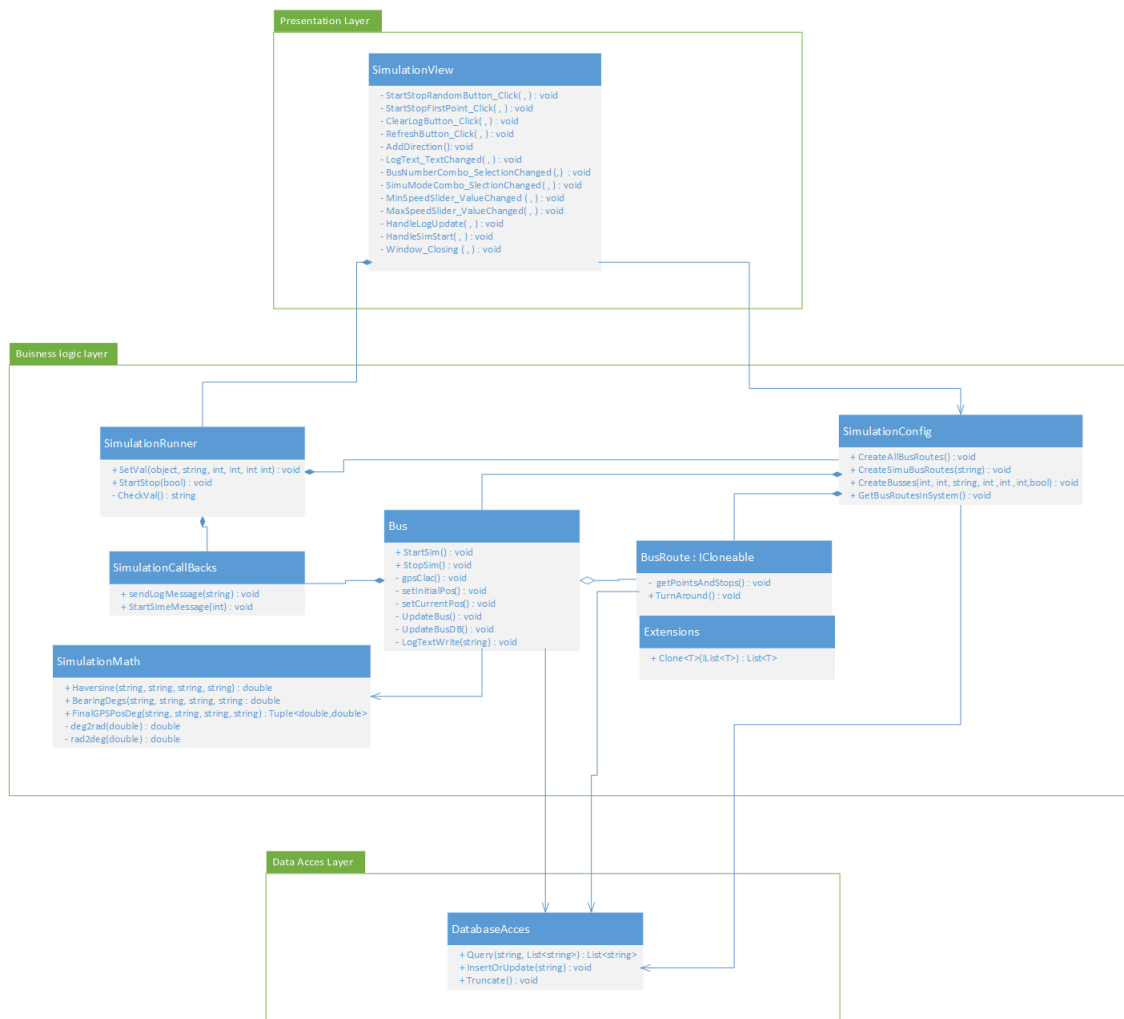 Presentation Layer
SimulationView
- StartStopRandomButton_Click( , ) : void
- StartStopFirstPoint_Click( , ) : void
- ClearLogButton_Click( , ) : void
- RefreshButton_Click( , ) : void
- AddDirection(): void
- LogText_TextChanged( , ) : void
- BusNumberCombo_SelectionChanged (,) : void
- SimuModeCombo_SlectionChanged( , ) : void
- MinSpeedSlider_ValueChanged ( , ) : void
- MaxSpeedSlider_ValueChanged( , ) : void
- HandleLogUpdate( , ) : void
- HandleSimStart( , ) : void
- Window_Closing ( , ) : void
Buisness logic layer
SimulationRunner
+ SetVal(object, string, int, int, int int) : void
+ StartStop(bool) : void
- CheckVal() : string
SimulationConfig
+ CreateAllBusRoutes() : void
+ CreateSimuBusRoutes(string) : void
+ CreateBusses(int, int, string, int ,int ,int,bool) : void
+ GetBusRoutesInSystem() : void
Bus
+ StartSim() : void
+ StopSim() : void
- gpsClac() : void
- setInitialPos() : void
- setCurrentPos() : void
- UpdateBus() : void
- UpdateBusDB() : void
- LogTextWrite(string) : void
SimulationCallBacks
+ sendLogMessage(string) : void
+ StartSimeMessage(int) : void
BusRoute : ICloneable
- getPointsAndStops() : void
+ TurnAround() : void
Extensions
+ Clone<T>(IList<T>) : List<T>
SimulationMath
+ Haversine(string, string, string, string) : double
+ BearingDegs(string, string, string, string : double
+ FinalGPSPosDeg(string, string, string, string) : Tuple<double,double>
- deg2rad(double) : double
- rad2deg(double) : double
Data Acces Layer
DatabaseAcces
+ Query(string, List<string>) : List<string>
+ InsertOrUpdate(string) : void
+ Truncate() : void